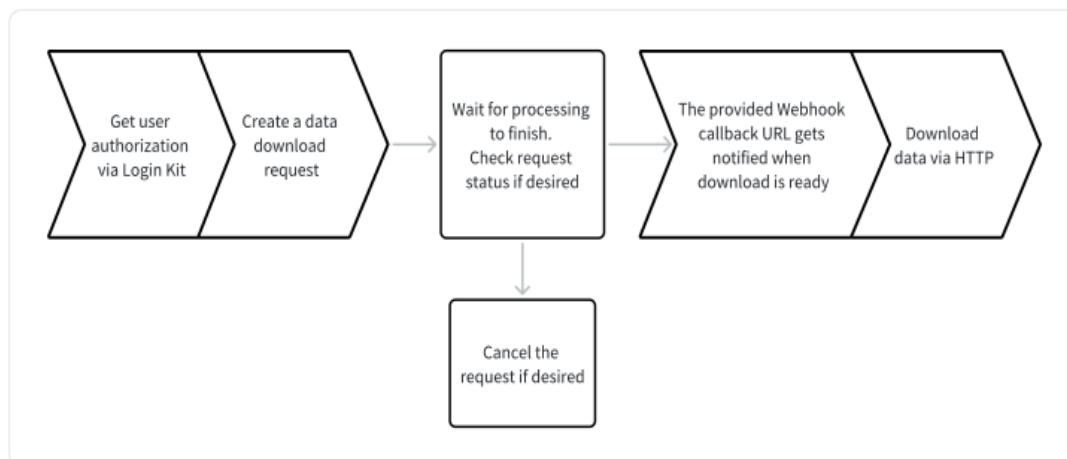 Get user
authorization
via Login Kit
Create a data
download
request
Wait for processing
to finish.
Check request
status if desired
The provided Webhook
callback URL gets
notified when
download is ready
Download
data via HTTP
Cancel the
request if desired